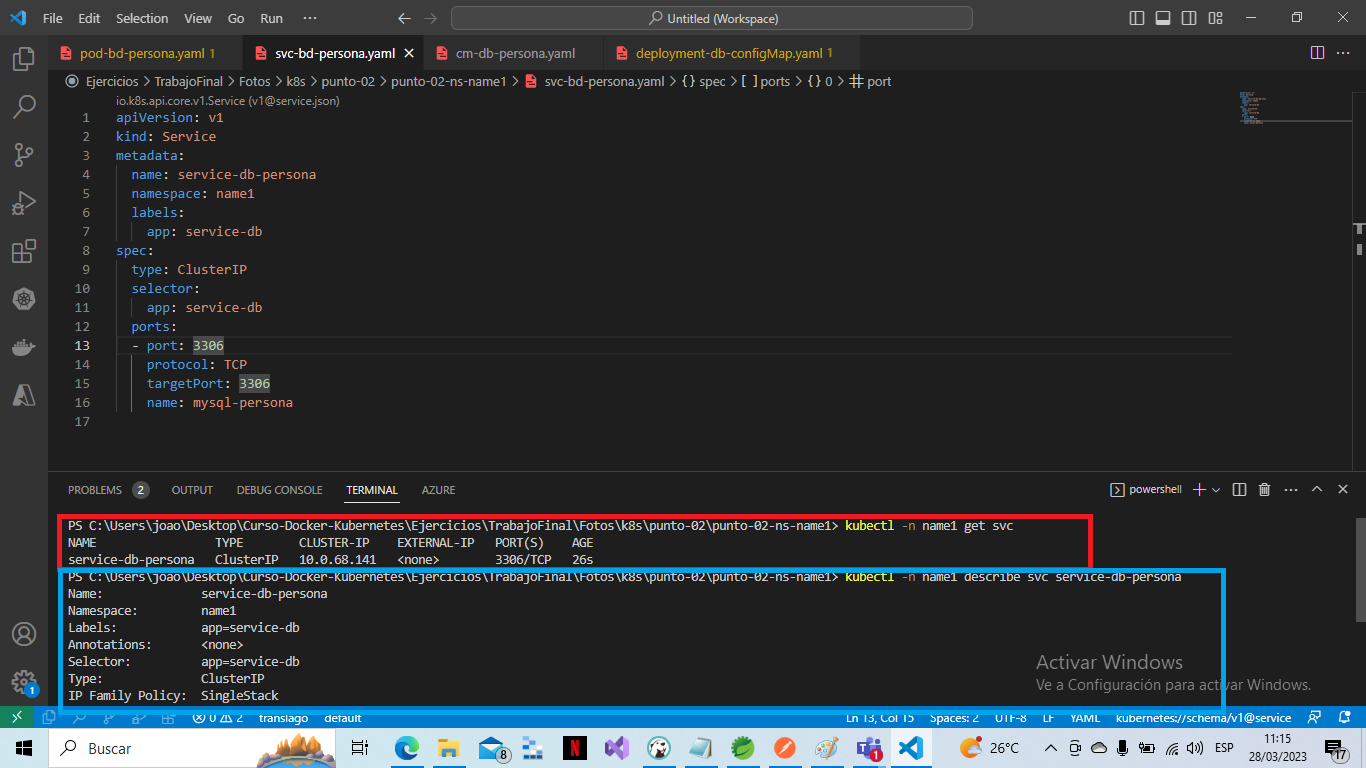 File Edit Selection View Go Run ··· Untitled (Workspace)
pod-bd-persona.yaml 1 svc-bd-persona.yaml cm-db-persona.yaml deployment-db-configMap.yaml 1
Ejercicios > TrabajoFinal > Fotos > k8s > punto-02 > punto-02-ns-name1 > svc-bd-persona.yaml > {} spec > [ ] ports > {} 0 > port
io.k8s.api.core.v1.Service (v1@service.json)
1 apiVersion: v1
2 kind: Service
3 metadata:
4 name: service-db-persona
5 namespace: name1
6 labels:
7 app: service-db
8 spec:
9 type: ClusterIP
10 selector:
11 app: service-db
12 ports:
13 - port: 3306
14 protocol: TCP
15 targetPort: 3306
16 name: mysql-persona
17
PROBLEMS 2 OUTPUT DEBUG CONSOLE TERMINAL AZURE powershell
PS C:\Users\joao\Desktop\Curso-Docker-Kubernetes\Ejercicios\TrabajoFinal\Fotos\k8s\punto-02\punto-02-ns-name1> kubectl -n name1 get svc
NAME TYPE CLUSTER-IP EXTERNAL-IP PORT(S) AGE
service-db-persona ClusterIP 10.0.68.141 <none> 3306/TCP 26s
PS C:\Users\joao\Desktop\Curso-Docker-Kubernetes\Ejercicios\TrabajoFinal\Fotos\k8s\punto-02\punto-02-ns-name1> kubectl -n name1 describe svc service-db-persona
Name: service-db-persona
Namespace: name1
Labels: app=service-db
Annotations: <none>
Selector: app=service-db
Type: ClusterIP
IP Family Policy: SingleStack
Activar Windows
Ve a Configuración para activar Windows.
1
0 2 translago default Ln 13, Col 15 Spaces: 2 UTF-8 LF YAML kubernetes://schema/v1@service
Buscar 8 N 1 26°C ESP 11:15
28/03/2023 17